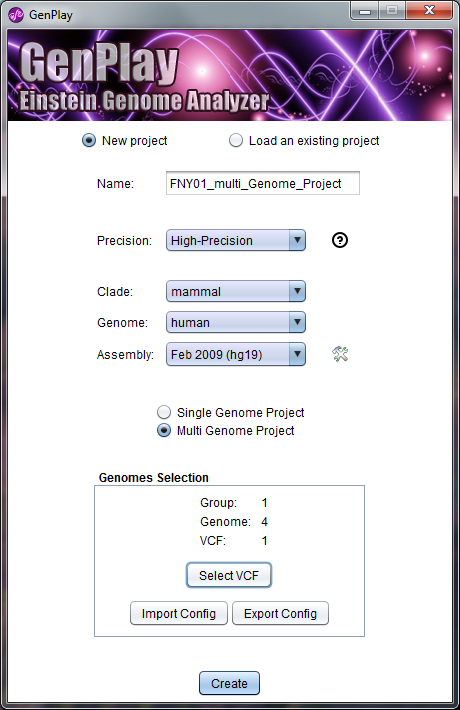 GenPlay
GenPlay
Einstein Genome Analyzer
New project Load an existing project
Name: FNY01_multi_Genome_Project
Precision: High-Precision ?
Clade: mammal
Genome: human
Assembly: Feb 2009 (hg19)
Single Genome Project
Multi Genome Project
Genomes Selection
Group: 1
Genome: 4
VCF: 1
Select VCF
Import Config Export Config
Create